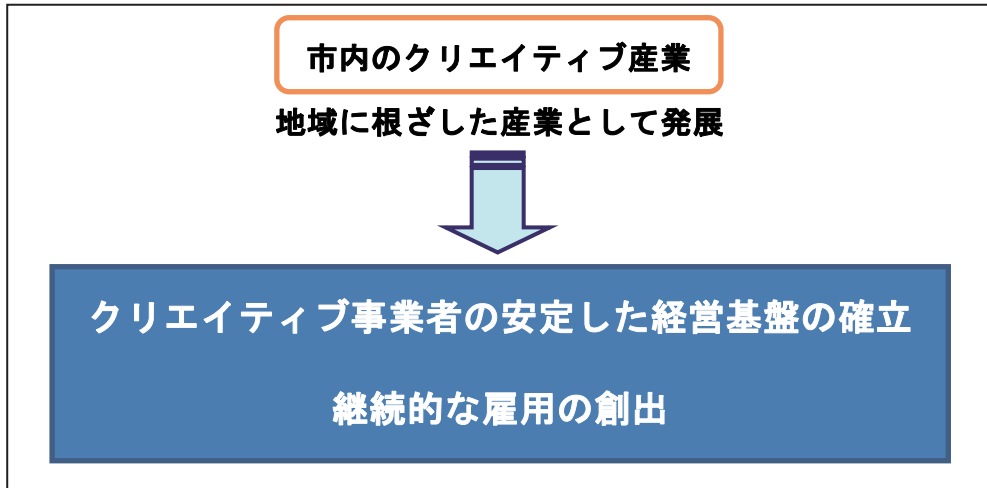 市内のクリエイティブ産業
地域に根ざした産業として発展
クリエイティブ事業者の安定した経営基盤の確立
継続的な雇用の創出